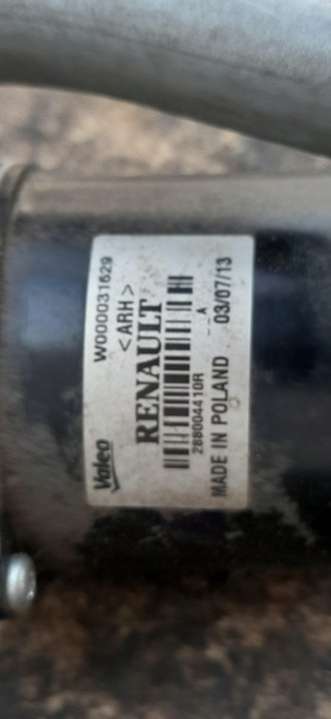 Valeo W000031629
<ARH>
RENAULT
288004410R A
MADE IN POLAND 03/07/13